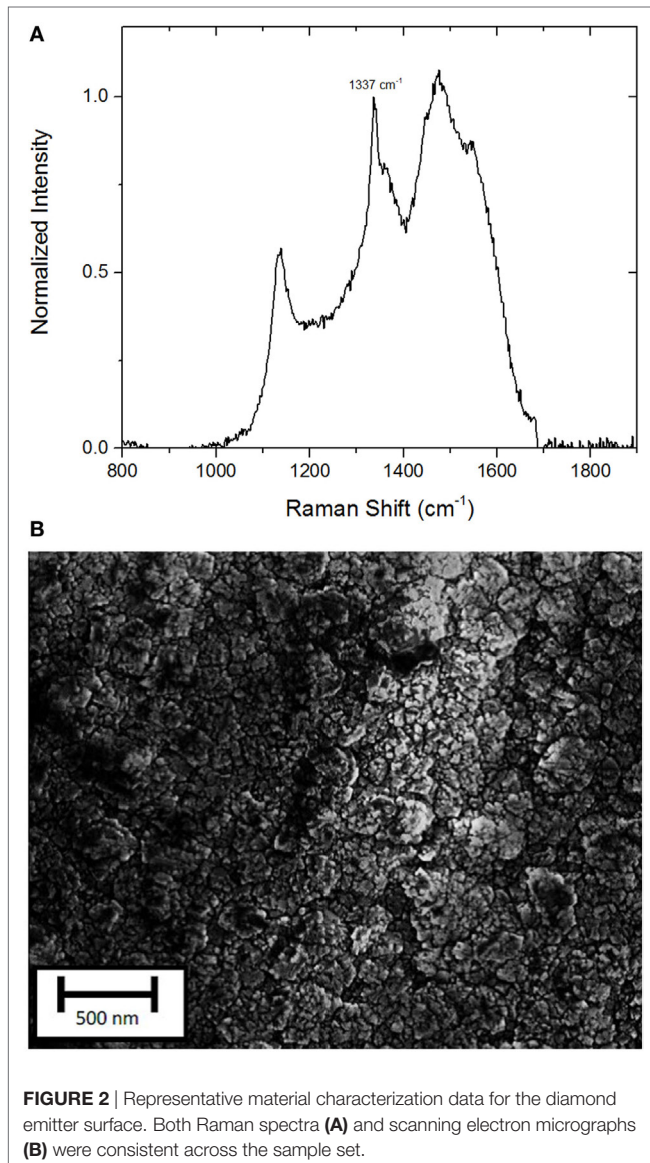 A
1337 cm⁻¹
1.0
0.5
0.0
Normalized Intensity
800 1000 1200 1400 1600 1800
Raman Shift (cm⁻¹)
B
500 nm
FIGURE 2 | Representative material characterization data for the diamond
emitter surface. Both Raman spectra (A) and scanning electron micrographs
(B) were consistent across the sample set.